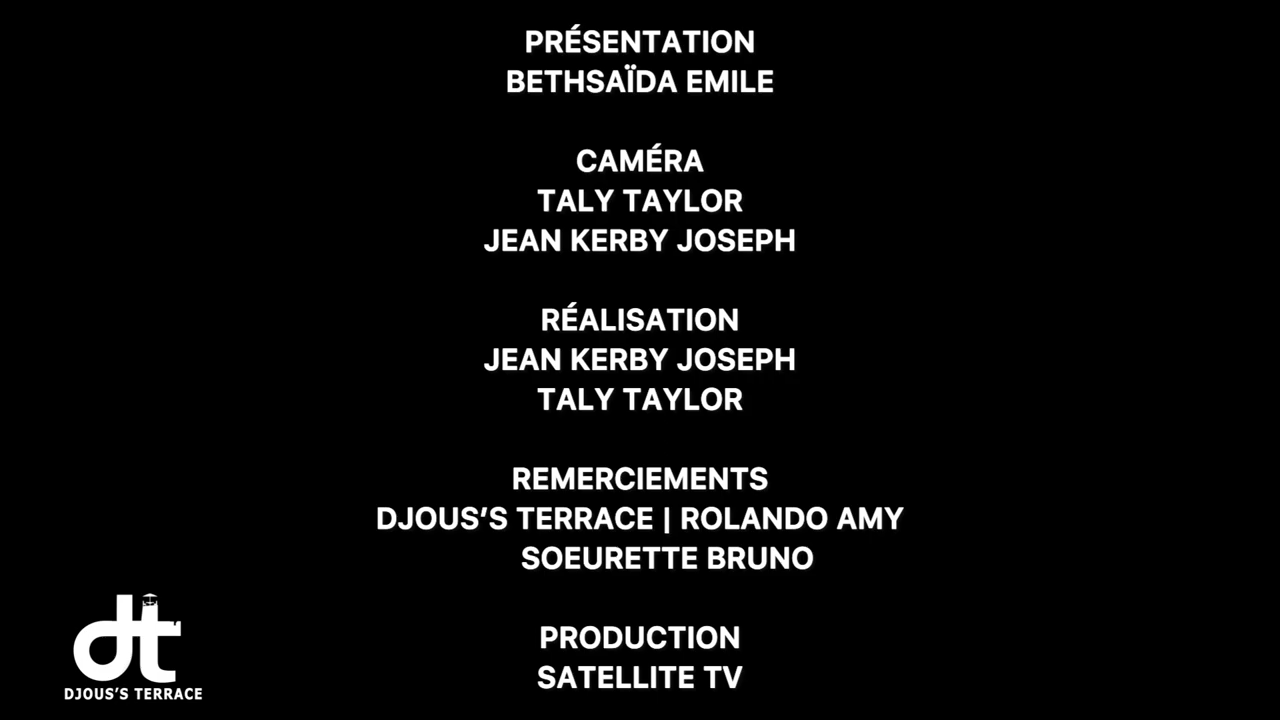 PRÉSENTATION
BETHSAÏDA EMILE
CAMÉRA
TALY TAYLOR
JEAN KERBY JOSEPH
RÉALISATION
JEAN KERBY JOSEPH
TALY TAYLOR
REMERCIEMENTS
DJOUS’S TERRACE | ROLANDO AMY
SOEURETTE BRUNO
PRODUCTION
SATELLITE TV
dt
DJOUS'S TERRACE